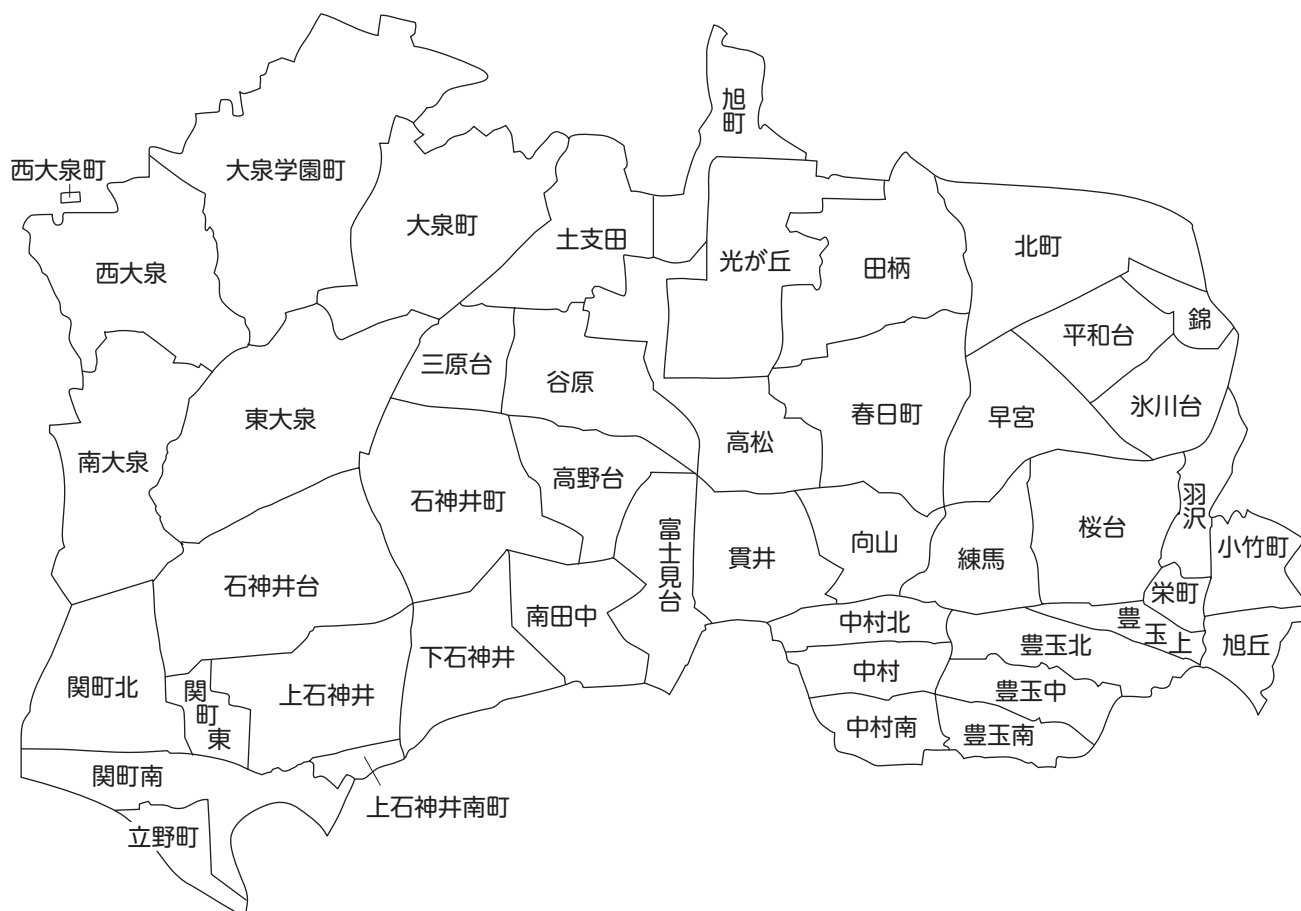 旭町
西大泉町
大泉学園町
大泉町
土支田
光が丘
田柄
北町
西大泉
錦
平和台
三原台
谷原
東大泉
春日町
早宮
氷川台
高松
南大泉
石神井町
高野台
富士見台
貫井
向山
練馬
桜台
羽沢
小竹町
石神井台
栄町
南田中
中村北
豊玉上
豊玉北
旭丘
下石神井
関町北
関町東
上石神井
中村
豊玉中
中村南
豊玉南
関町南
上石神井南町
立野町